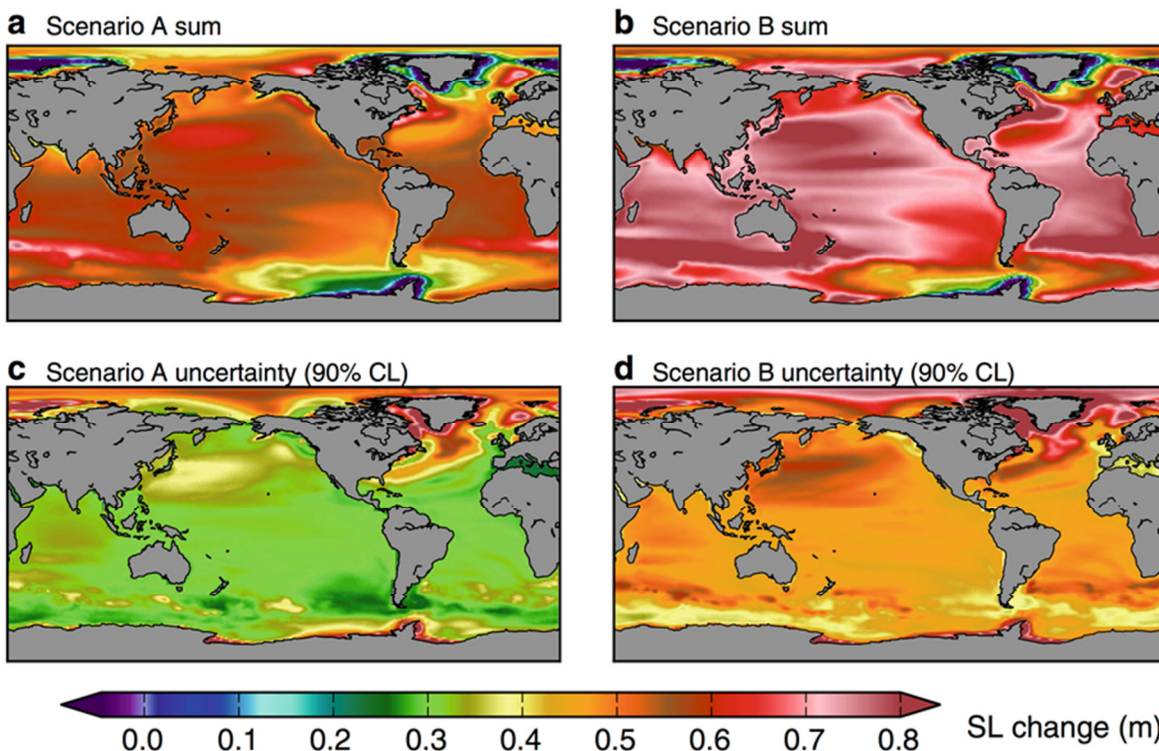 a Scenario A sum
b Scenario B sum
c Scenario A uncertainty (90% CL)
d Scenario B uncertainty (90% CL)
0.0 0.1 0.2 0.3 0.4 0.5 0.6 0.7 0.8
SL change (m)